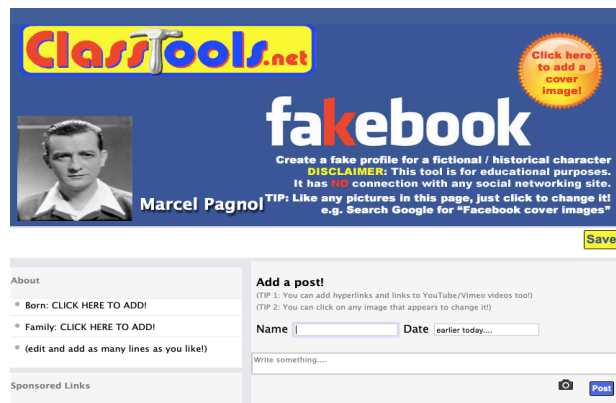 ClassTools.net
Click here
to add a
cover
image!
fakebook
Create a fake profile for a fictional / historical character
DISCLAIMER: This tool is for educational purposes.
It has NO connection with any social networking site.
Marcel Pagnol
TIP: Like any pictures in this page, just click to change it!
e.g. Search Google for "Facebook cover images"
Save
About
Born: CLICK HERE TO ADD!
Family: CLICK HERE TO ADD!
(edit and add as many lines as you like!)
Sponsored Links
Add a post!
(TIP 1: You can add hyperlinks and links to YouTube/Vimeo videos too!)
(TIP 2: You can click on any image that appears to change it!)
Name Date earlier today....
Write something....
Post